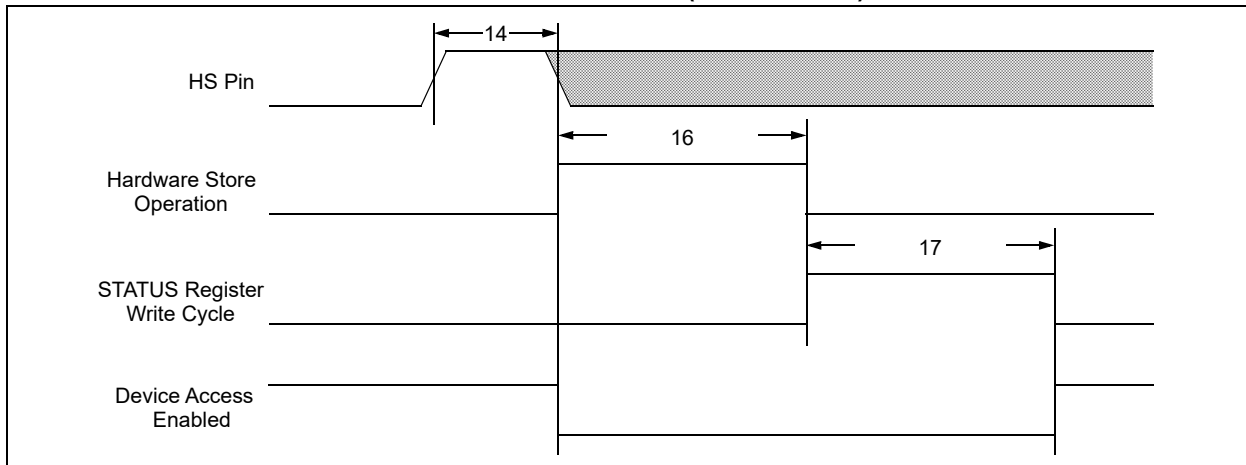 14
HS Pin
16
Hardware Store
Operation
17
STATUS Register
Write Cycle
Device Access
Enabled